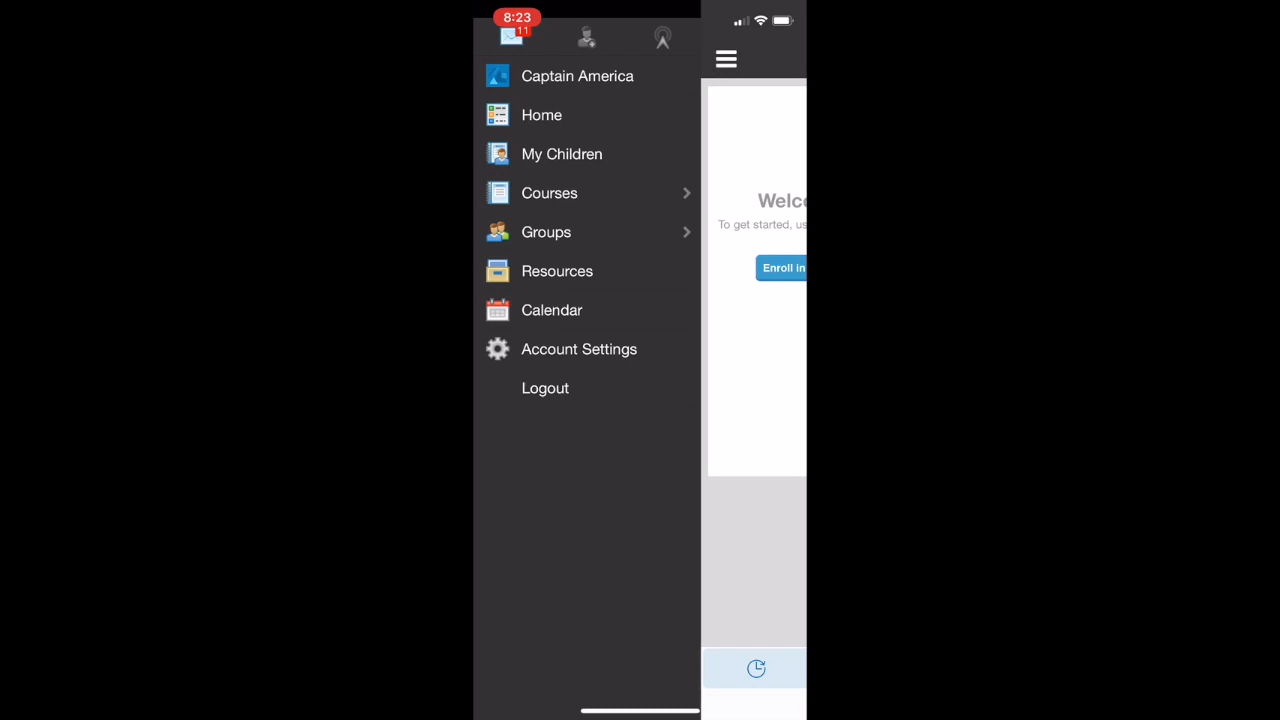 8:23
11
Captain America
Home
My Children
Courses
Groups
Resources
Calendar
Account Settings
Logout
Welco
To get started, us
Enroll in